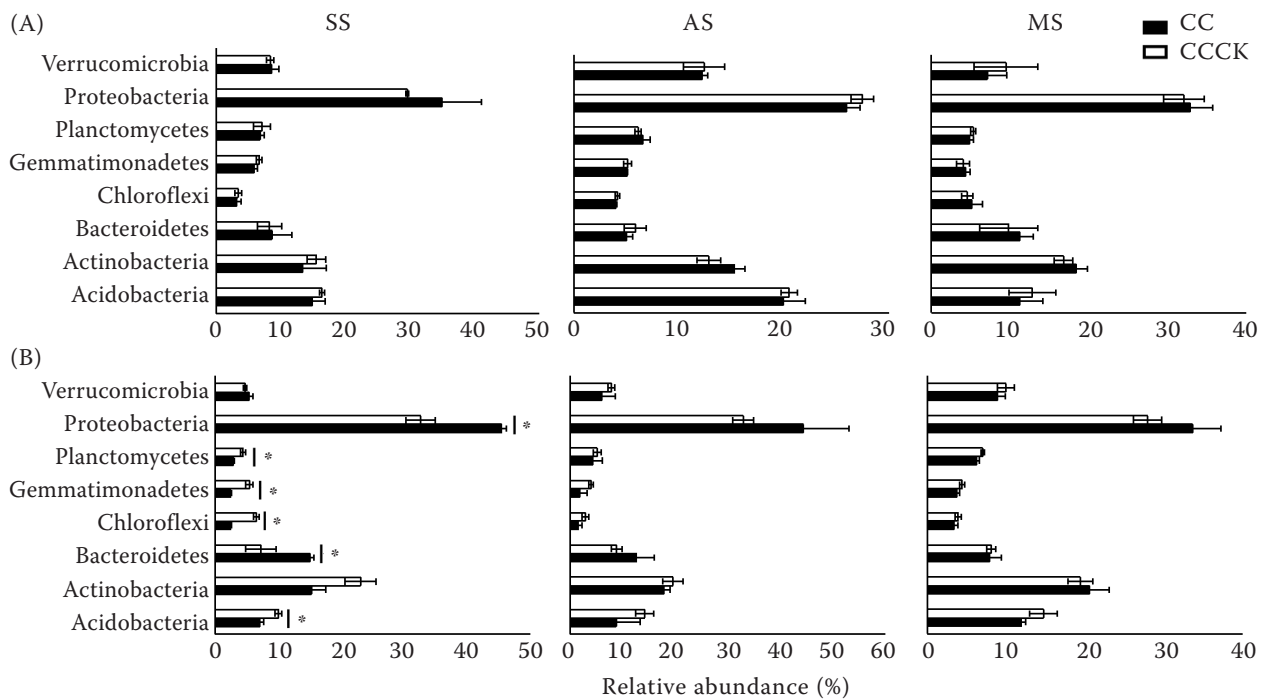 (A) SS AS MS CC
CCCK
Verrucomicrobia
Proteobacteria
Planctomycetes
Gemmatimonadetes
Chloroflexi
Bacteroidetes
Actinobacteria
Acidobacteria
0 10 20 30 40 50 0 10 20 30 0 10 20 30 40
(B)
Verrucomicrobia
Proteobacteria *
Planctomycetes *
Gemmatimonadetes *
Chloroflexi *
Bacteroidetes *
Actinobacteria
Acidobacteria *
0 10 20 30 40 50 0 10 20 30 40 50 60 0 10 20 30 40
Relative abundance (%)